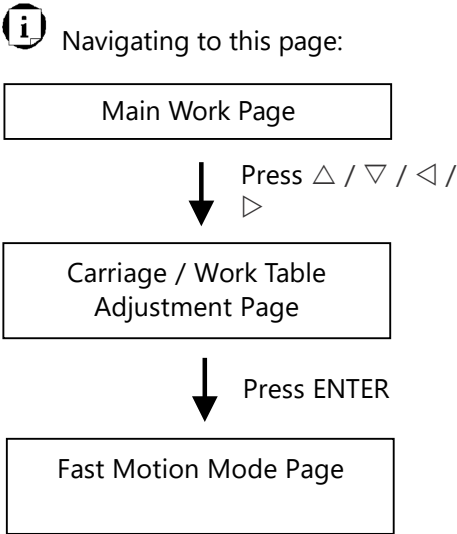 Navigating to this page:
Main Work Page
Press △ / ▽ / ◁ /
▷
Carriage / Work Table
Adjustment Page
Press ENTER
Fast Motion Mode Page